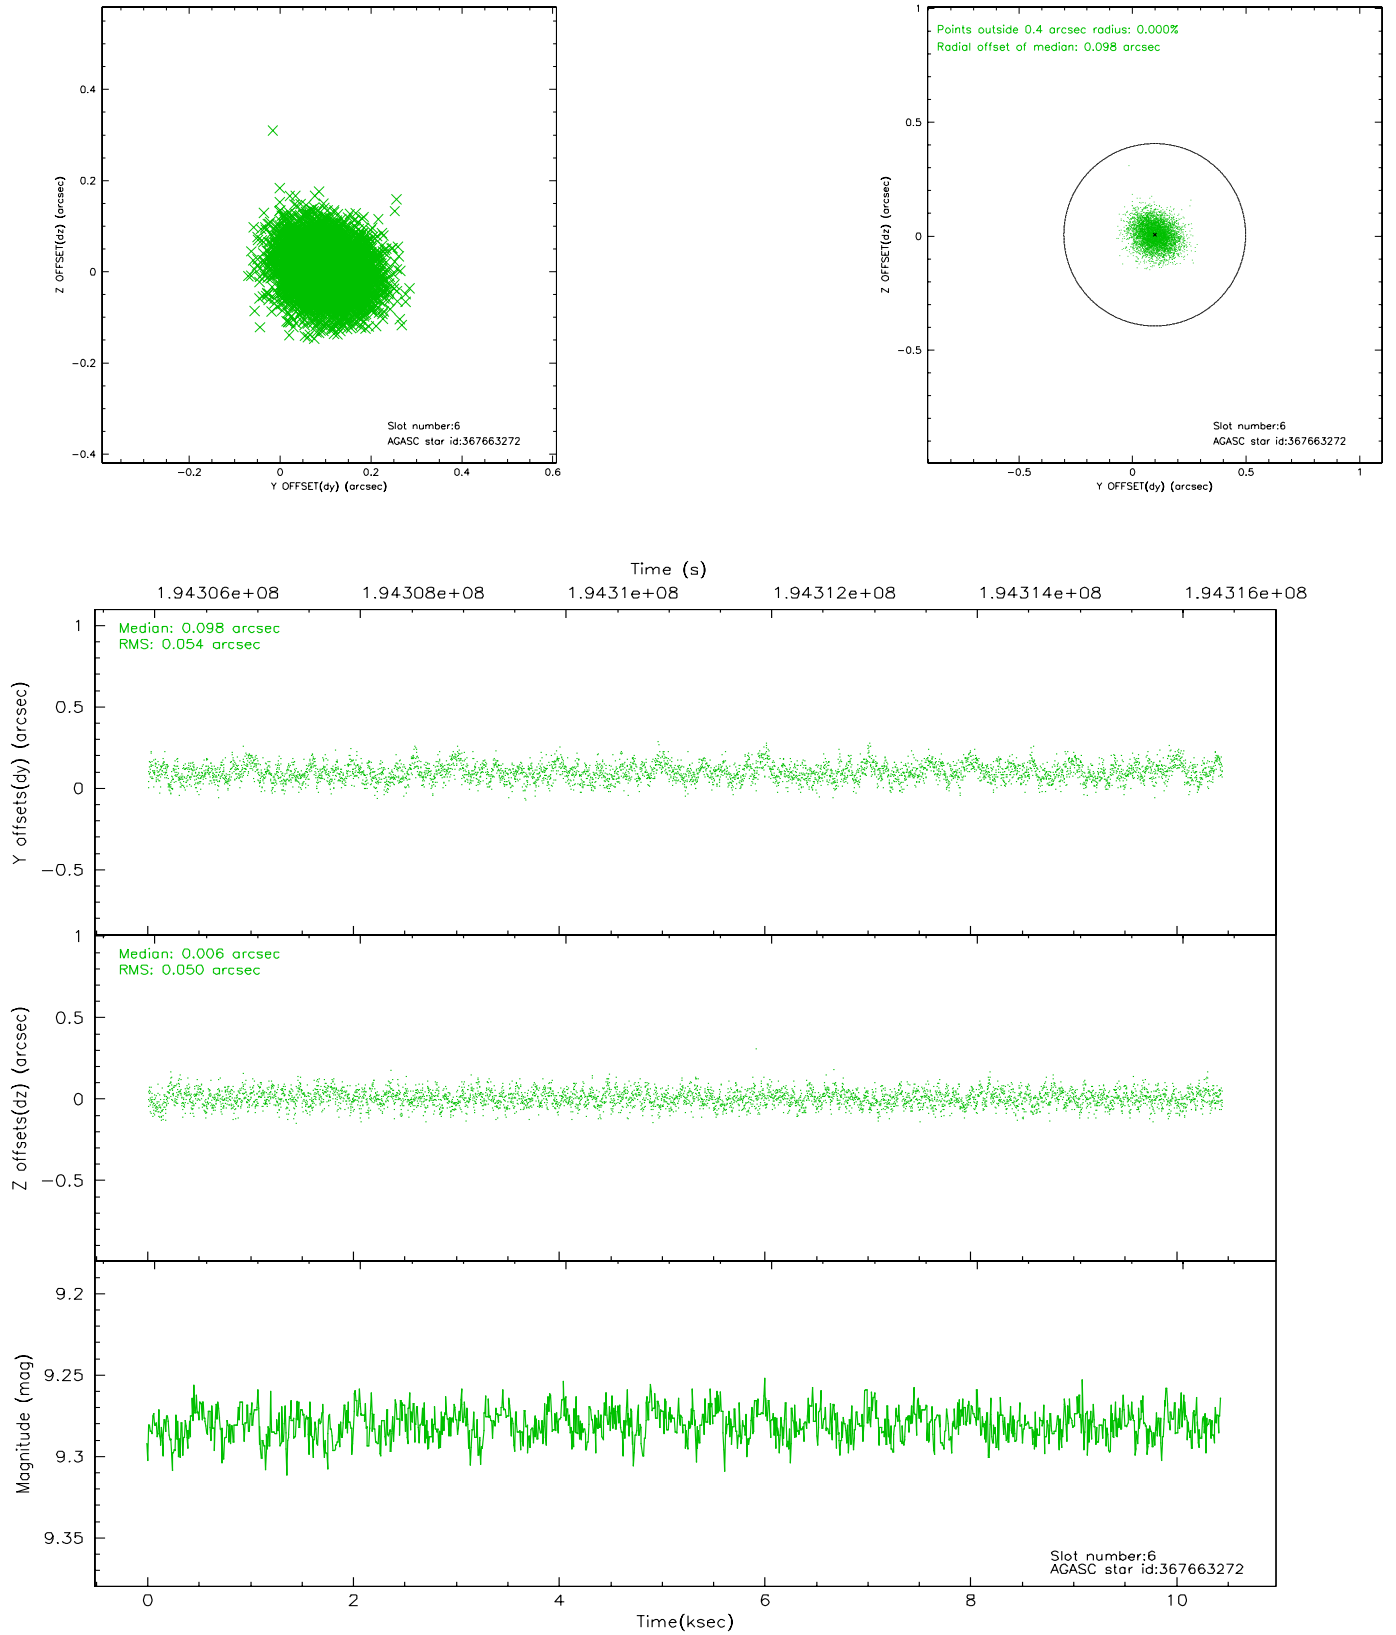 0.4
0.2
0
−0.2
−0.4
Z OFFSET(dz) (arcsec)
Slot number:6
AGASC star id:367663272
−0.2 0 0.2 0.4 0.6
Y OFFSET(dy) (arcsec)
Points outside 0.4 arcsec radius: 0.000%
Radial offset of median: 0.098 arcsec
1
0.5
0
−0.5
Z OFFSET(dz) (arcsec)
Slot number:6
AGASC star id:367663272
−0.5 0 0.5 1
Y OFFSET(dy) (arcsec)
Time (s)
1.94306e+08 1.94308e+08 1.9431e+08 1.94312e+08 1.94314e+08 1.94316e+08
Median: 0.098 arcsec
RMS: 0.054 arcsec
1
0.5
0
−0.5
Y offsets(dy) (arcsec)
Median: 0.006 arcsec
RMS: 0.050 arcsec
1
0.5
0
−0.5
Z offsets(dz) (arcsec)
9.2
9.25
9.3
9.35
Magnitude (mag)
Slot number:6
AGASC star id:367663272
0 2 4 6 8 10
Time(ksec)